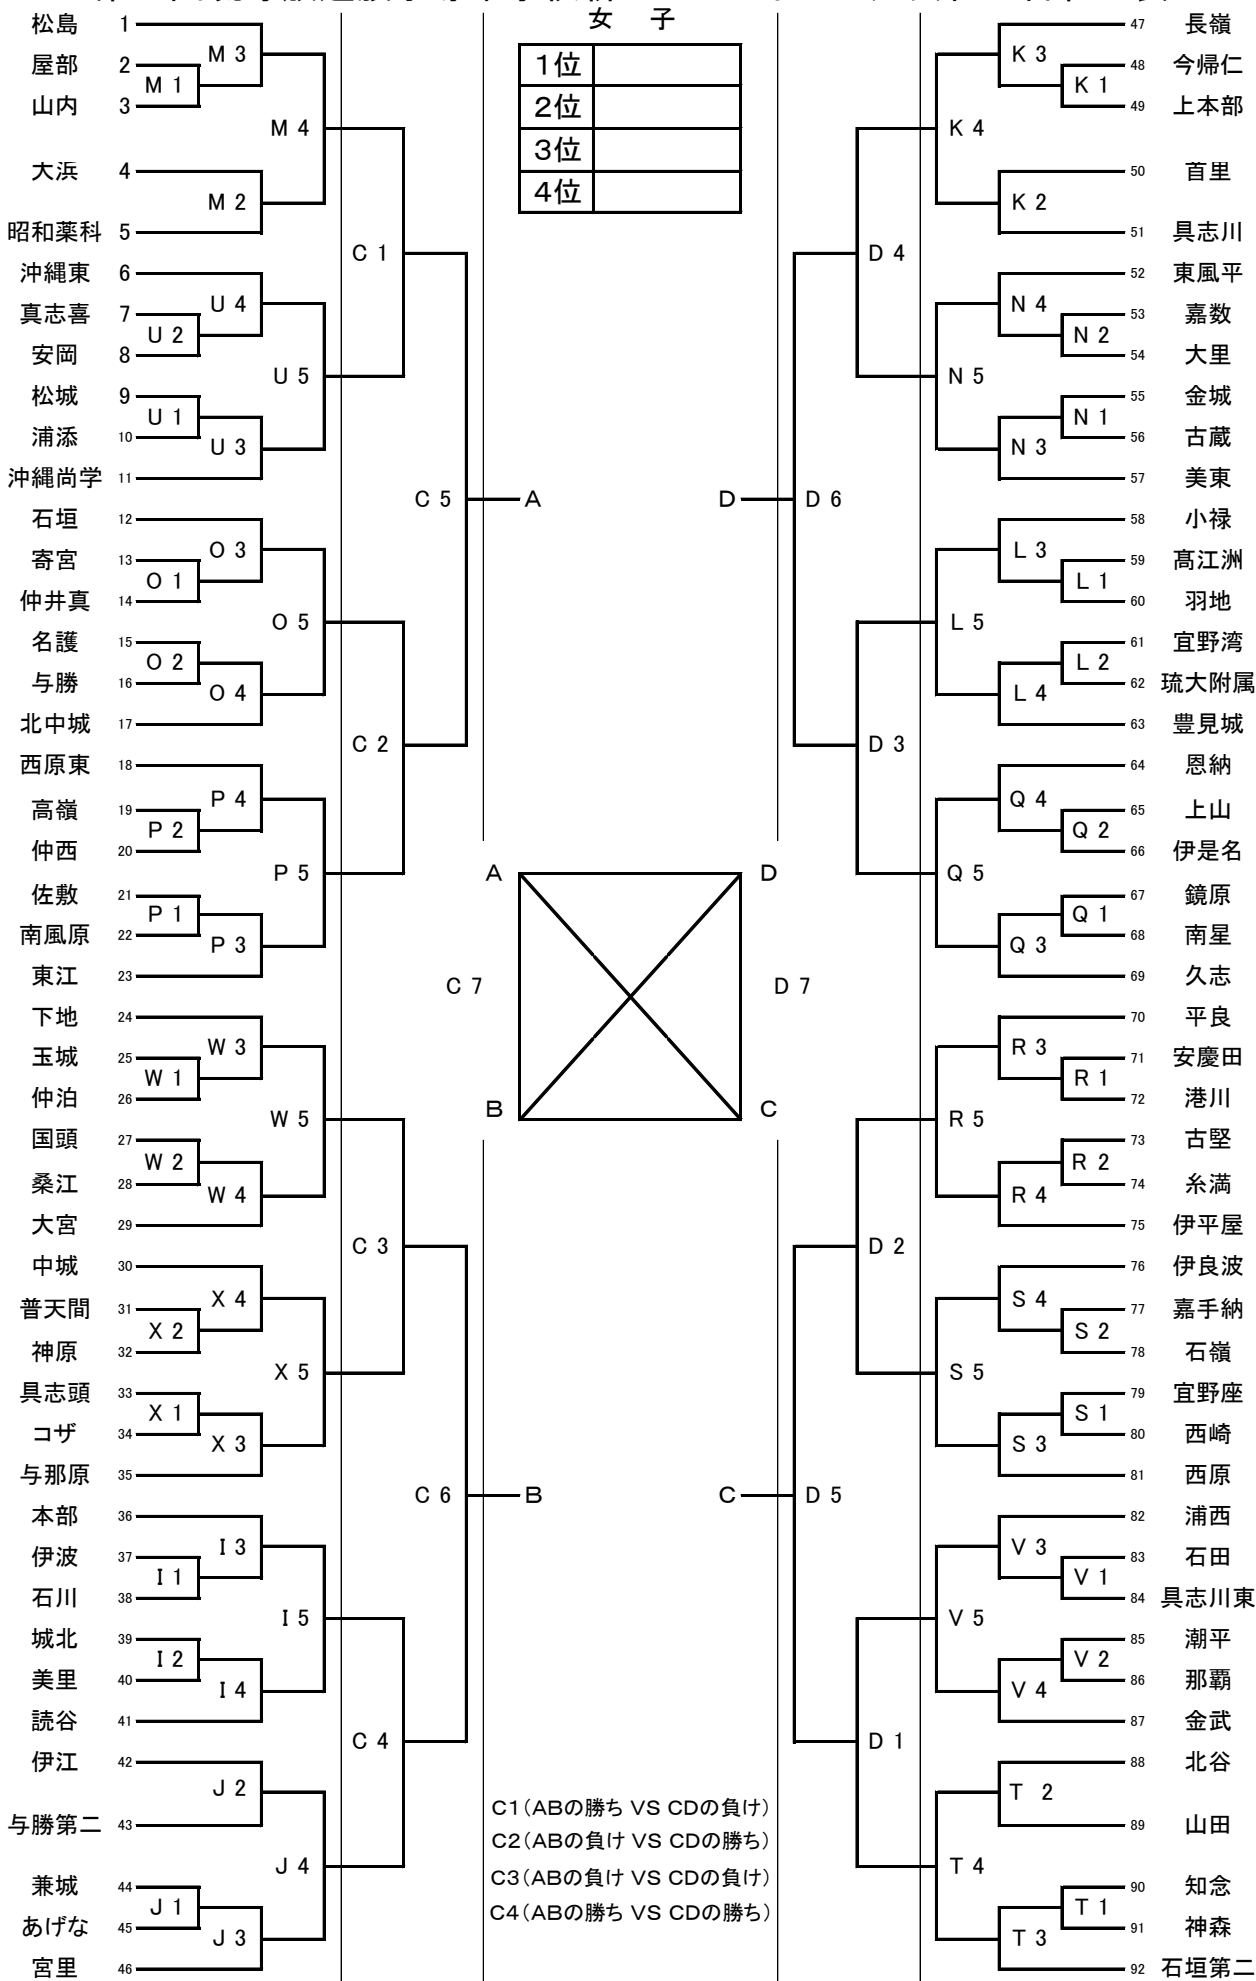 女 子
1位
2位
3位
4位
松島 1
屋部 2
山内 3
大浜 4
昭和薬科 5
沖縄東 6
真志喜 7
安岡 8
松城 9
浦添 10
沖縄尚学 11
石垣 12
寄宮 13
仲井真 14
名護 15
与勝 16
北中城 17
西原東 18
高嶺 19
仲西 20
佐敷 21
南風原 22
東江 23
下地 24
玉城 25
仲泊 26
国頭 27
桑江 28
大宮 29
中城 30
普天間 31
神原 32
具志頭 33
コザ 34
与那原 35
本部 36
伊波 37
石川 38
城北 39
美里 40
読谷 41
伊江 42
与勝第二 43
兼城 44
あげな 45
宮里 46
M 3
M 1
M 4
M 2
C 1
U 4
U 2
U 5
U 1
U 3
C 5
A
O 3
O 1
O 5
O 2
O 4
C 2
P 4
P 2
P 5
P 1
P 3
W 3
W 1
W 5
W 2
W 4
C 3
X 4
X 2
X 5
X 1
X 3
C 6
B
I 3
I 1
I 5
I 2
I 4
C 4
J 2
J 4
J 1
J 3
A
D
C 7
D 7
B
C
C1(ABの勝ち VS CDの負け)
C2(ABの負け VS CDの勝ち)
C3(ABの負け VS CDの負け)
C4(ABの勝ち VS CDの勝ち)
K 3
K 1
K 4
K 2
D 4
N 4
N 2
N 5
N 1
N 3
D
D 6
L 3
L 1
L 5
L 2
L 4
D 3
Q 4
Q 2
Q 5
Q 1
Q 3
R 3
R 1
R 5
R 2
R 4
D 2
S 4
S 2
S 5
S 1
S 3
C
D 5
V 3
V 1
V 5
V 2
V 4
D 1
T 2
T 4
T 1
T 3
47 長嶺
48 今帰仁
49 上本部
50 首里
51 具志川
52 東風平
53 嘉数
54 大里
55 金城
56 古蔵
57 美東
58 小禄
59 髙江洲
60 羽地
61 宜野湾
62 琉大附属
63 豊見城
64 恩納
65 上山
66 伊是名
67 鏡原
68 南星
69 久志
70 平良
71 安慶田
72 港川
73 古堅
74 糸満
75 伊平屋
76 伊良波
77 嘉手納
78 石嶺
79 宜野座
80 西崎
81 西原
82 浦西
83 石田
84 具志川東
85 潮平
86 那覇
87 金武
88 北谷
89 山田
90 知念
91 神森
92 石垣第二